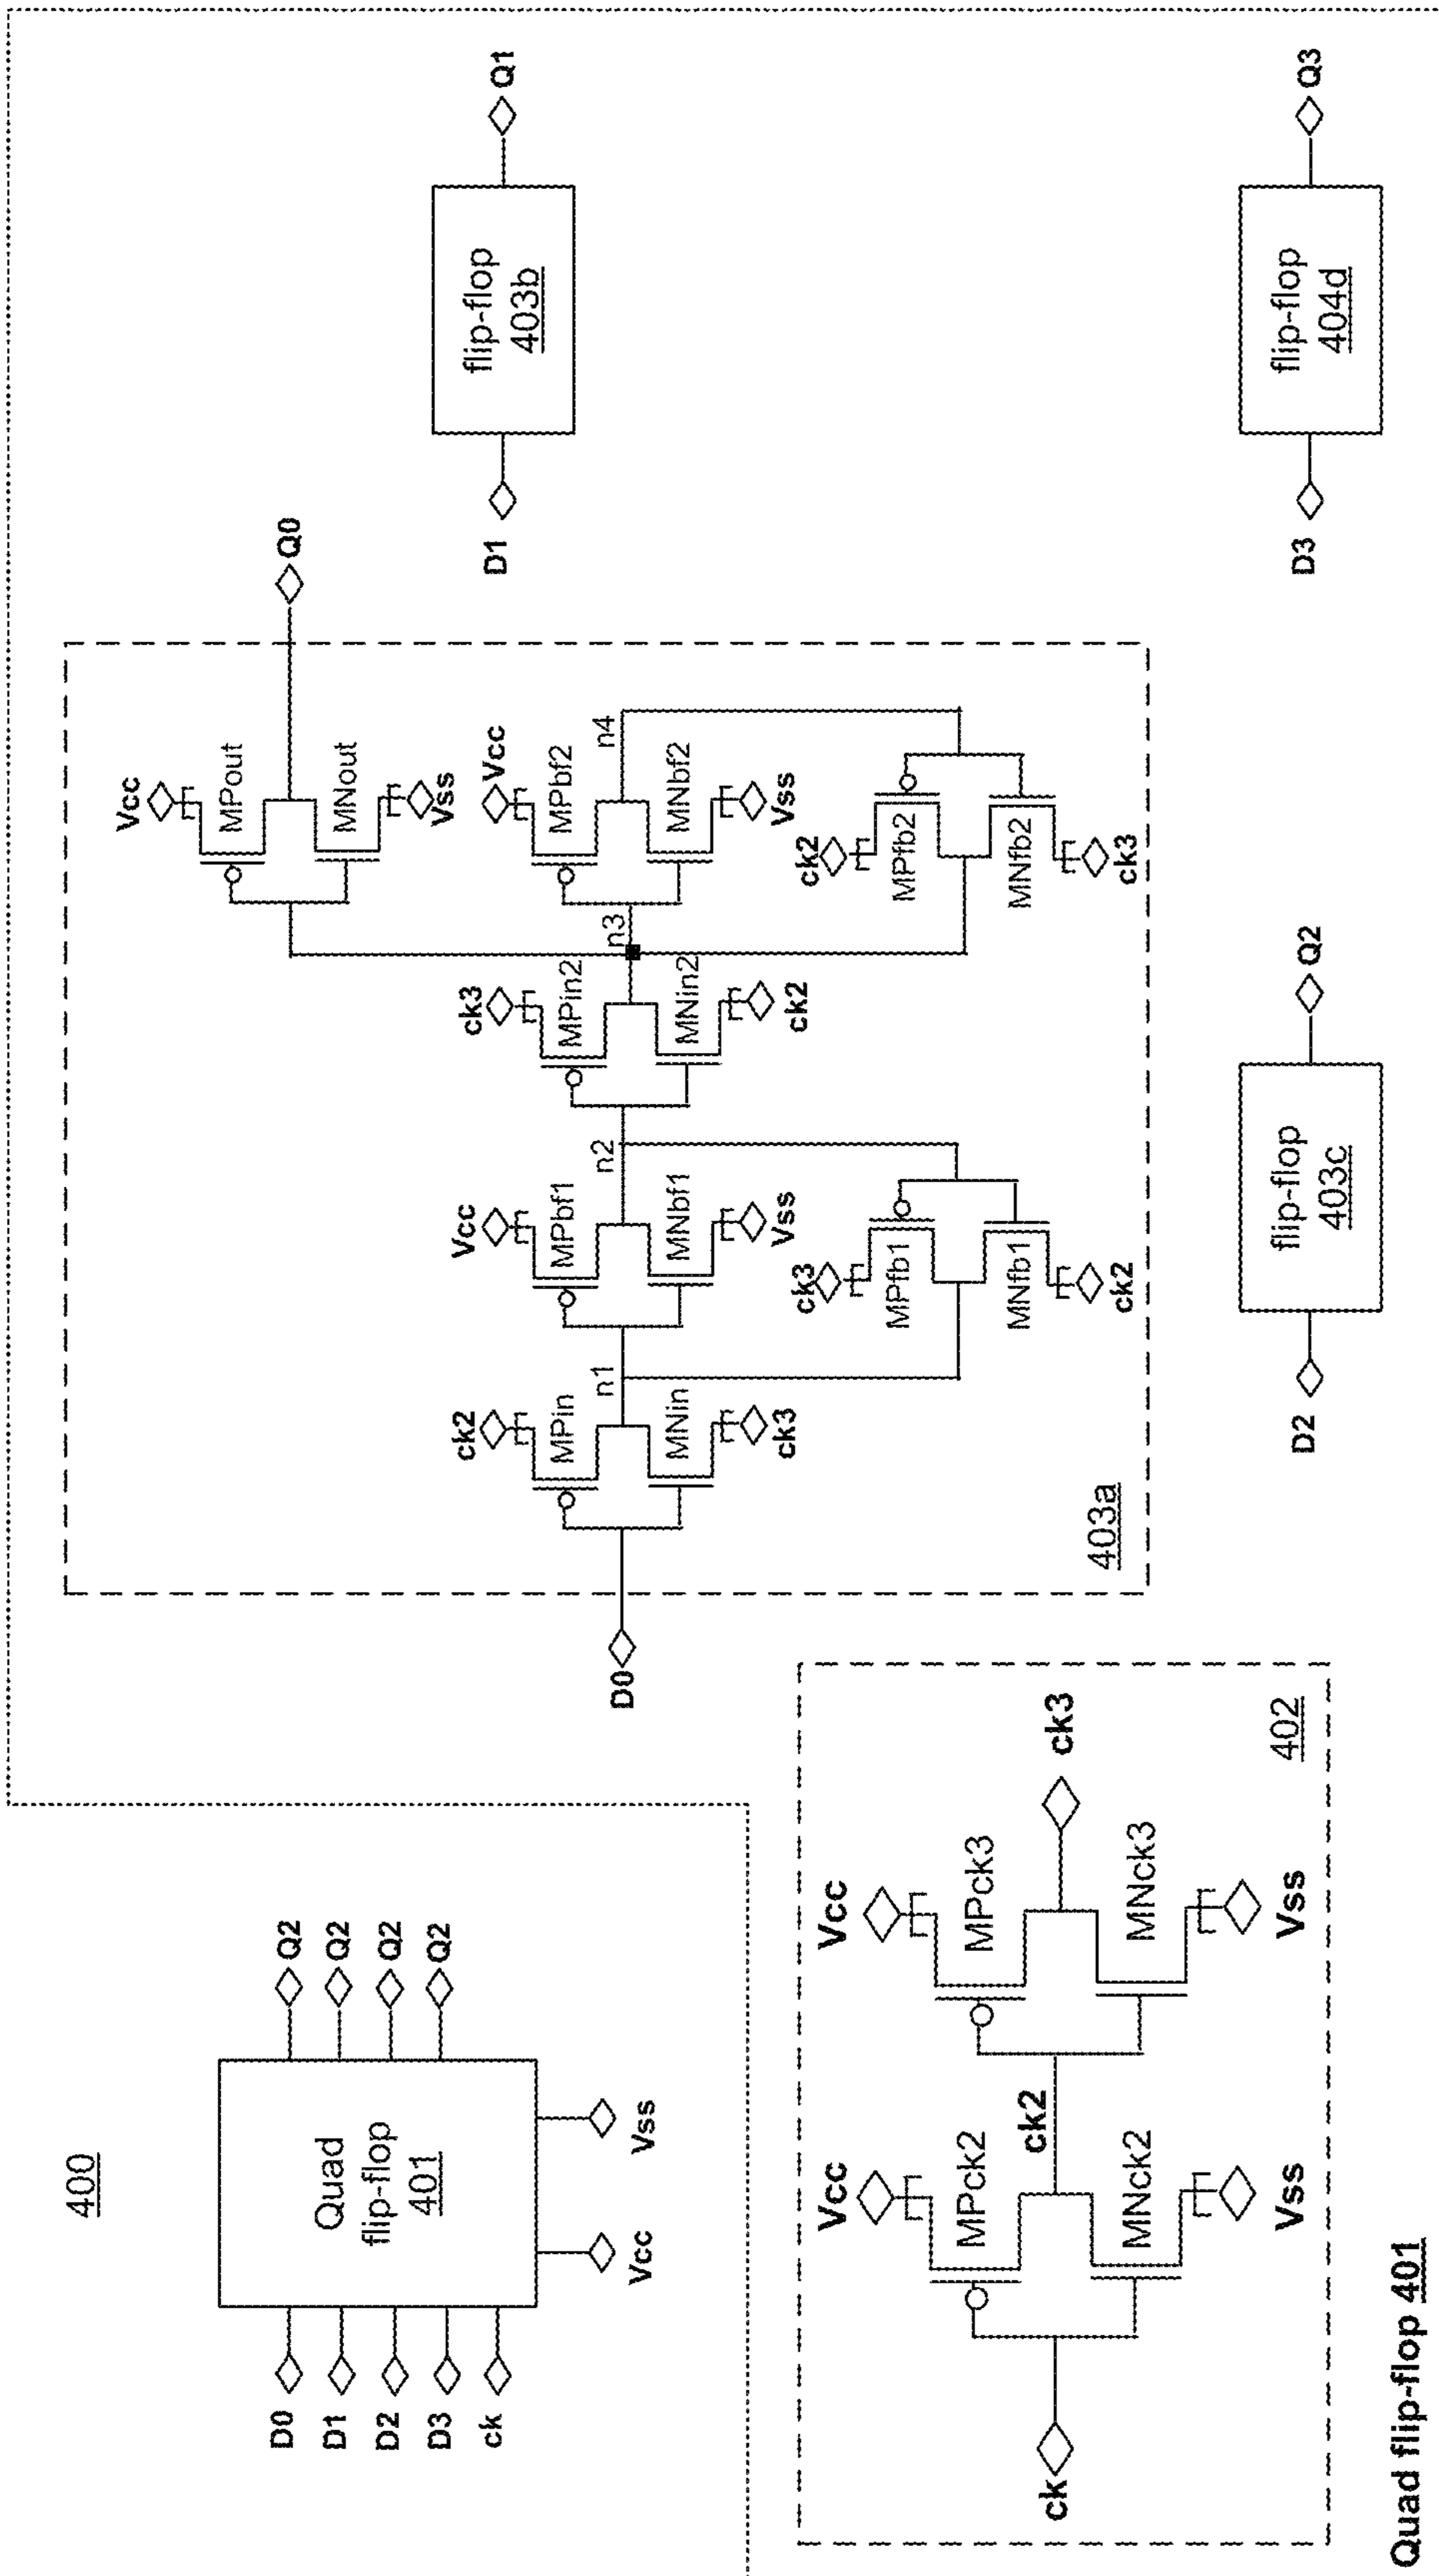 400
D0
D1
D2
D3
ck
Quad
flip-flop
401
Q2
Q2
Q2
Q2
Vcc
Vss
ck
Vcc
MPck2
MNck2
Vss
ck2
Vcc
MPck3
MNck3
Vss
ck3
402
Quad flip-flop 401
D0
ck2
MPin
MNin
ck3
n1
Vcc
MPbf1
MNbf1
Vss
n2
ck3
MPfb1
MNfb1
ck2
ck3
MPin2
MNin2
ck2
n3
Vcc
MPout
MNout
Vss
Q0
Vcc
MPbf2
MNbf2
Vss
n4
ck2
MPfb2
MNfb2
ck3
403a
D1
flip-flop
403b
Q1
D2
flip-flop
403c
Q2
D3
flip-flop
404d
Q3